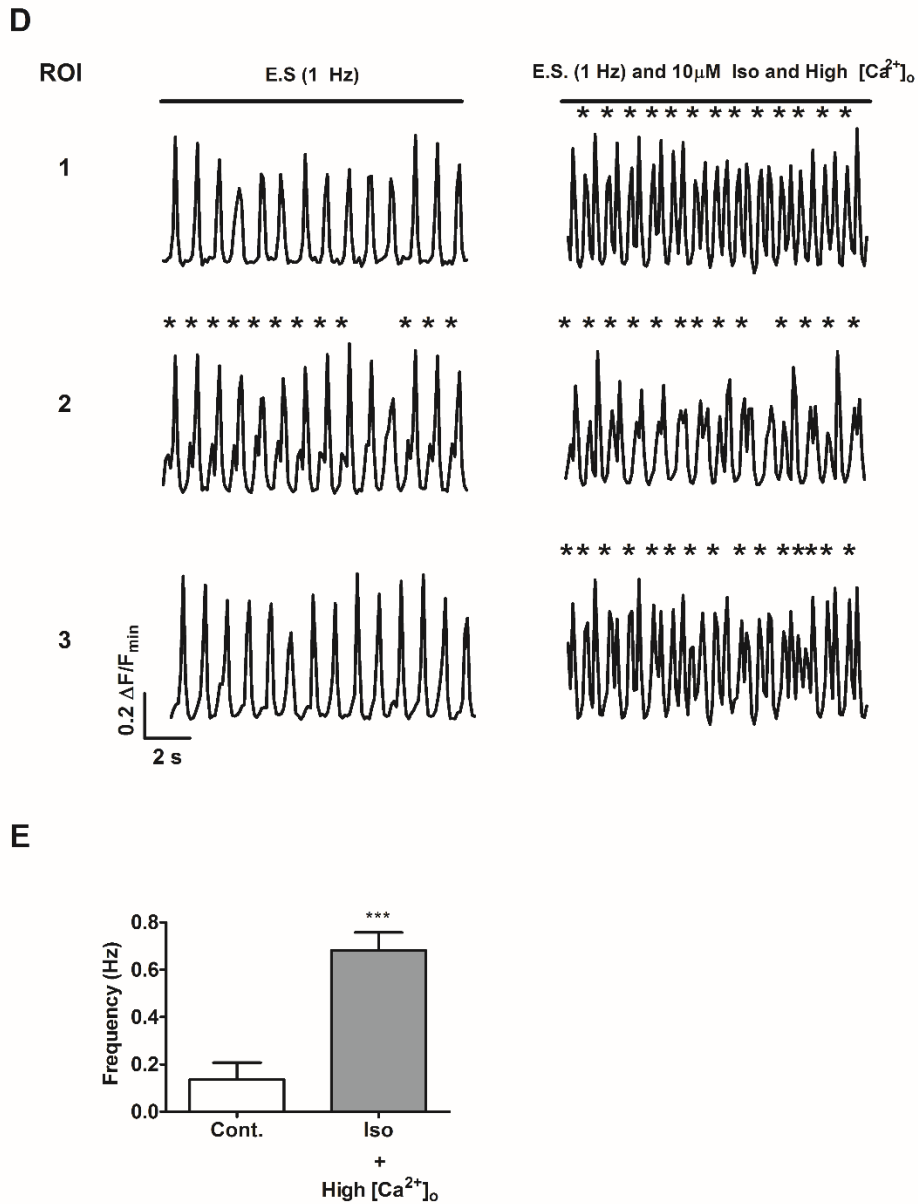 D
ROI
E.S (1 Hz)
E.S. (1 Hz) and 10μM Iso and High [Ca²⁺]ₒ
* * * * * * * * * * * * *
1
* * * * * * * * * * * *
* * * * * * * * * * * *
2
* * * * * * * * * * * * * *
3
0.2 ΔF/Fmin
2 s
E
Frequency (Hz)
0.8
0.6
0.4
0.2
0.0
***
Cont.
Iso
+
High [Ca²⁺]ₒ